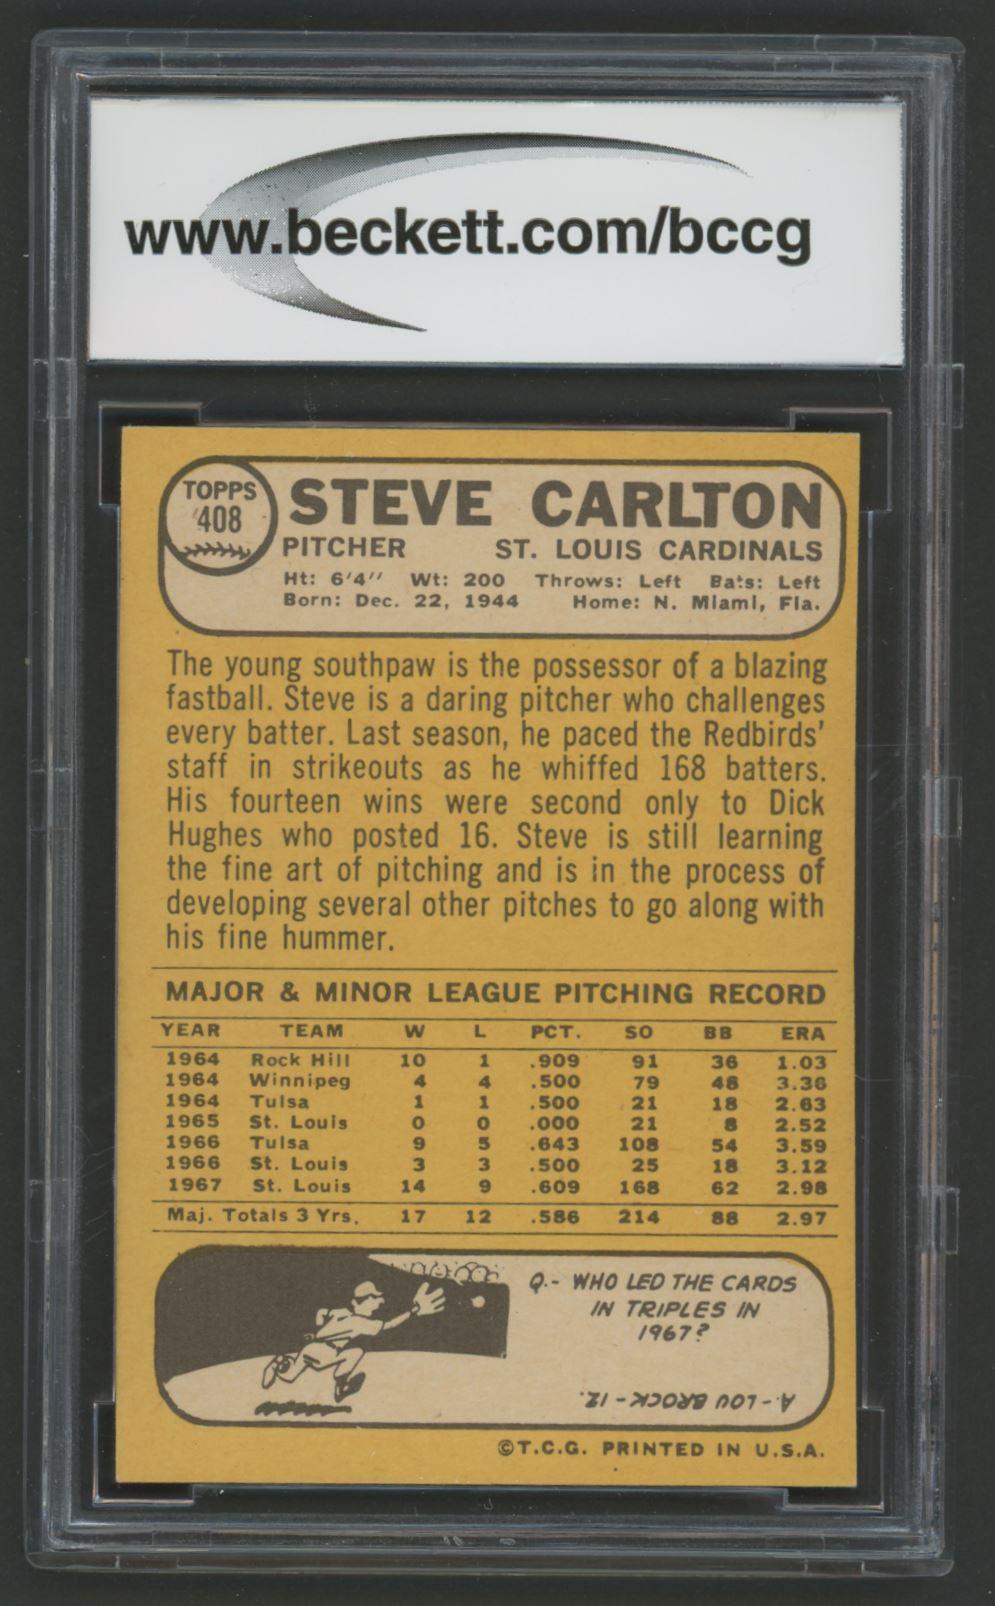 www.beckett.com/bccg
TOPPS
408
STEVE CARLTON
PITCHER ST. LOUIS CARDINALS
Ht: 6'4" Wt: 200 Throws: Left Bats: Left
Born: Dec. 22, 1944 Home: N. Miami, Fla.
The young southpaw is the possessor of a blazing
fastball. Steve is a daring pitcher who challenges
every batter. Last season, he paced the Redbirds'
staff in strikeouts as he whiffed 168 batters.
His fourteen wins were second only to Dick
Hughes who posted 16. Steve is still learning
the fine art of pitching and is in the process of
developing several other pitches to go along with
his fine hummer.
MAJOR & MINOR LEAGUE PITCHING RECORD
YEAR TEAM W L PCT. SO BB ERA
1964 Rock Hill 10 1 .909 91 36 1.03
1964 Winnipeg 4 4 .500 79 48 3.36
1964 Tulsa 1 1 .500 21 18 2.63
1965 St. Louis 0 0 .000 21 8 2.52
1966 Tulsa 9 5 .643 108 54 3.59
1966 St. Louis 3 3 .500 25 18 3.12
1967 St. Louis 14 9 .609 168 62 2.98
Maj. Totals 3 Yrs. 17 12 .586 214 88 2.97
Q.- WHO LED THE CARDS
IN TRIPLES IN
1967?
A.- LOU BROCK-12.
©T.C.G. PRINTED IN U.S.A.